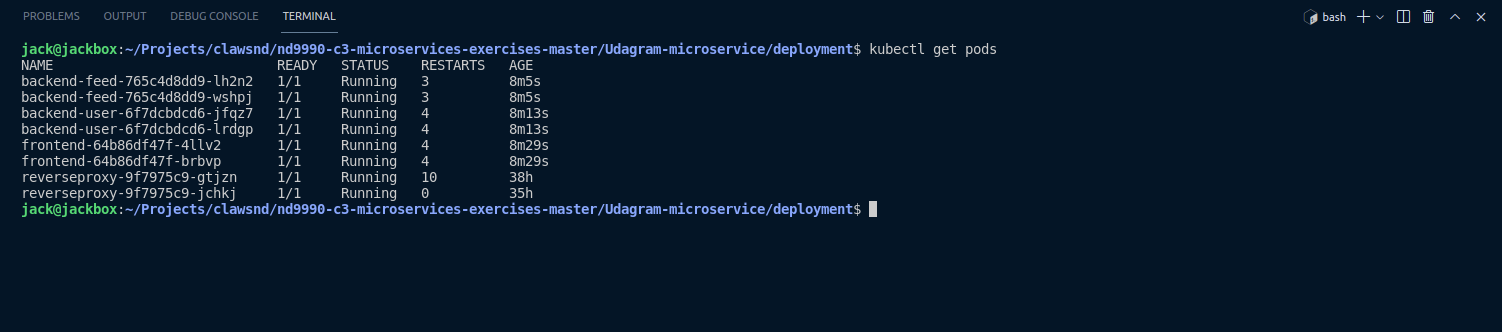 PROBLEMS OUTPUT DEBUG CONSOLE TERMINAL bash
jack@jackbox:~/Projects/clawsnd/nd9990-c3-microservices-exercises-master/Udagram-microservice/deployment$ kubectl get pods
NAME READY STATUS RESTARTS AGE
backend-feed-765c4d8dd9-lh2n2 1/1 Running 3 8m5s
backend-feed-765c4d8dd9-wshpj 1/1 Running 3 8m5s
backend-user-6f7dcbdcd6-jfqz7 1/1 Running 4 8m13s
backend-user-6f7dcbdcd6-lrdgp 1/1 Running 4 8m13s
frontend-64b86df47f-4llv2 1/1 Running 4 8m29s
frontend-64b86df47f-brbvp 1/1 Running 4 8m29s
reverseproxy-9f7975c9-gtjzn 1/1 Running 10 38h
reverseproxy-9f7975c9-jchkj 1/1 Running 0 35h
jack@jackbox:~/Projects/clawsnd/nd9990-c3-microservices-exercises-master/Udagram-microservice/deployment$